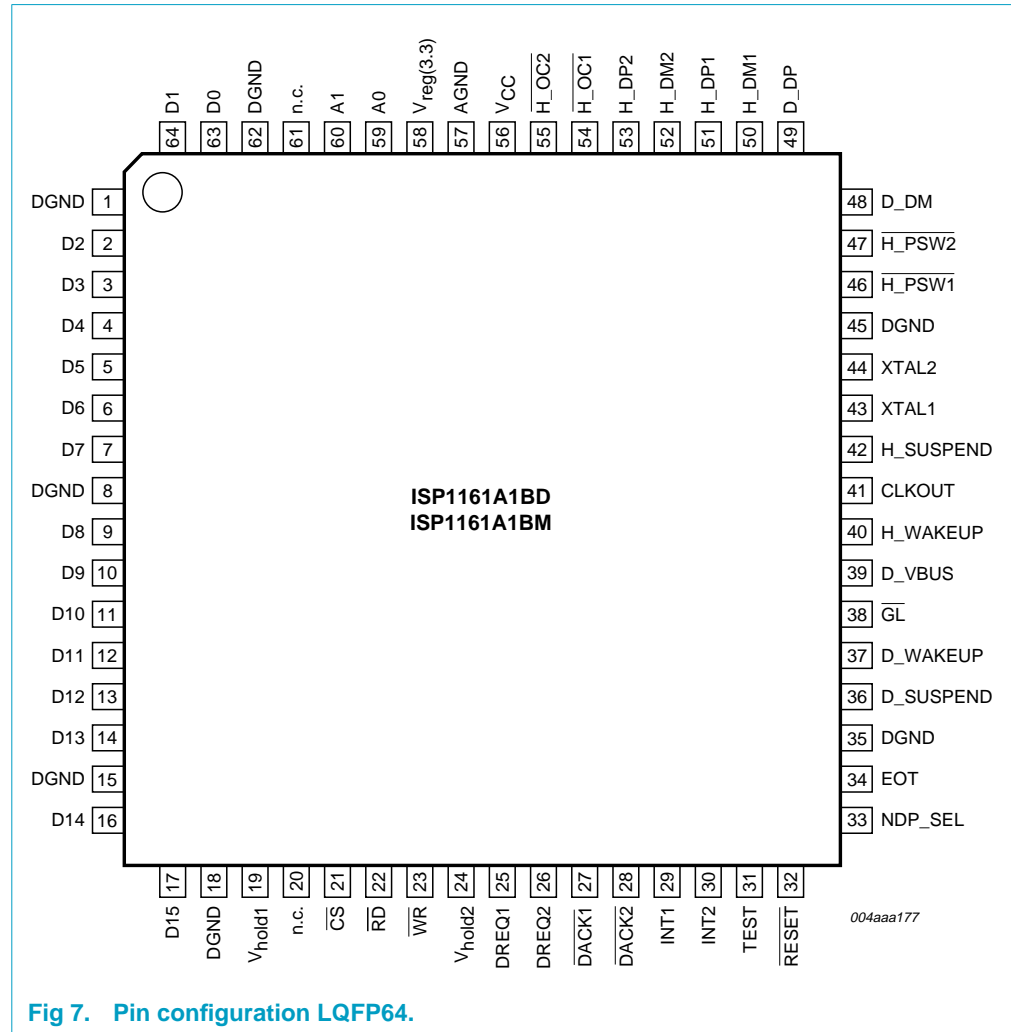 D1 D0 DGND n.c. A1 A0 Vreg(3.3) AGND VCC H_OC2 H_OC1 H_DP2 H_DM2 H_DP1 H_DM1 D_DP
64 63 62 61 60 59 58 57 56 55 54 53 52 51 50 49
DGND 1 48 D_DM
D2 2 47 H_PSW2
D3 3 46 H_PSW1
D4 4 45 DGND
D5 5 44 XTAL2
D6 6 43 XTAL1
D7 7 42 H_SUSPEND
DGND 8 41 CLKOUT
ISP1161A1BD
ISP1161A1BM
D8 9 40 H_WAKEUP
D9 10 39 D_VBUS
D10 11 38 GL
D11 12 37 D_WAKEUP
D12 13 36 D_SUSPEND
D13 14 35 DGND
DGND 15 34 EOT
D14 16 33 NDP_SEL
17 18 19 20 21 22 23 24 25 26 27 28 29 30 31 32
D15 DGND Vhold1 n.c. CS RD WR Vhold2 DREQ1 DREQ2 DACK1 DACK2 INT1 INT2 TEST RESET
004aaa177
Fig 7. Pin configuration LQFP64.